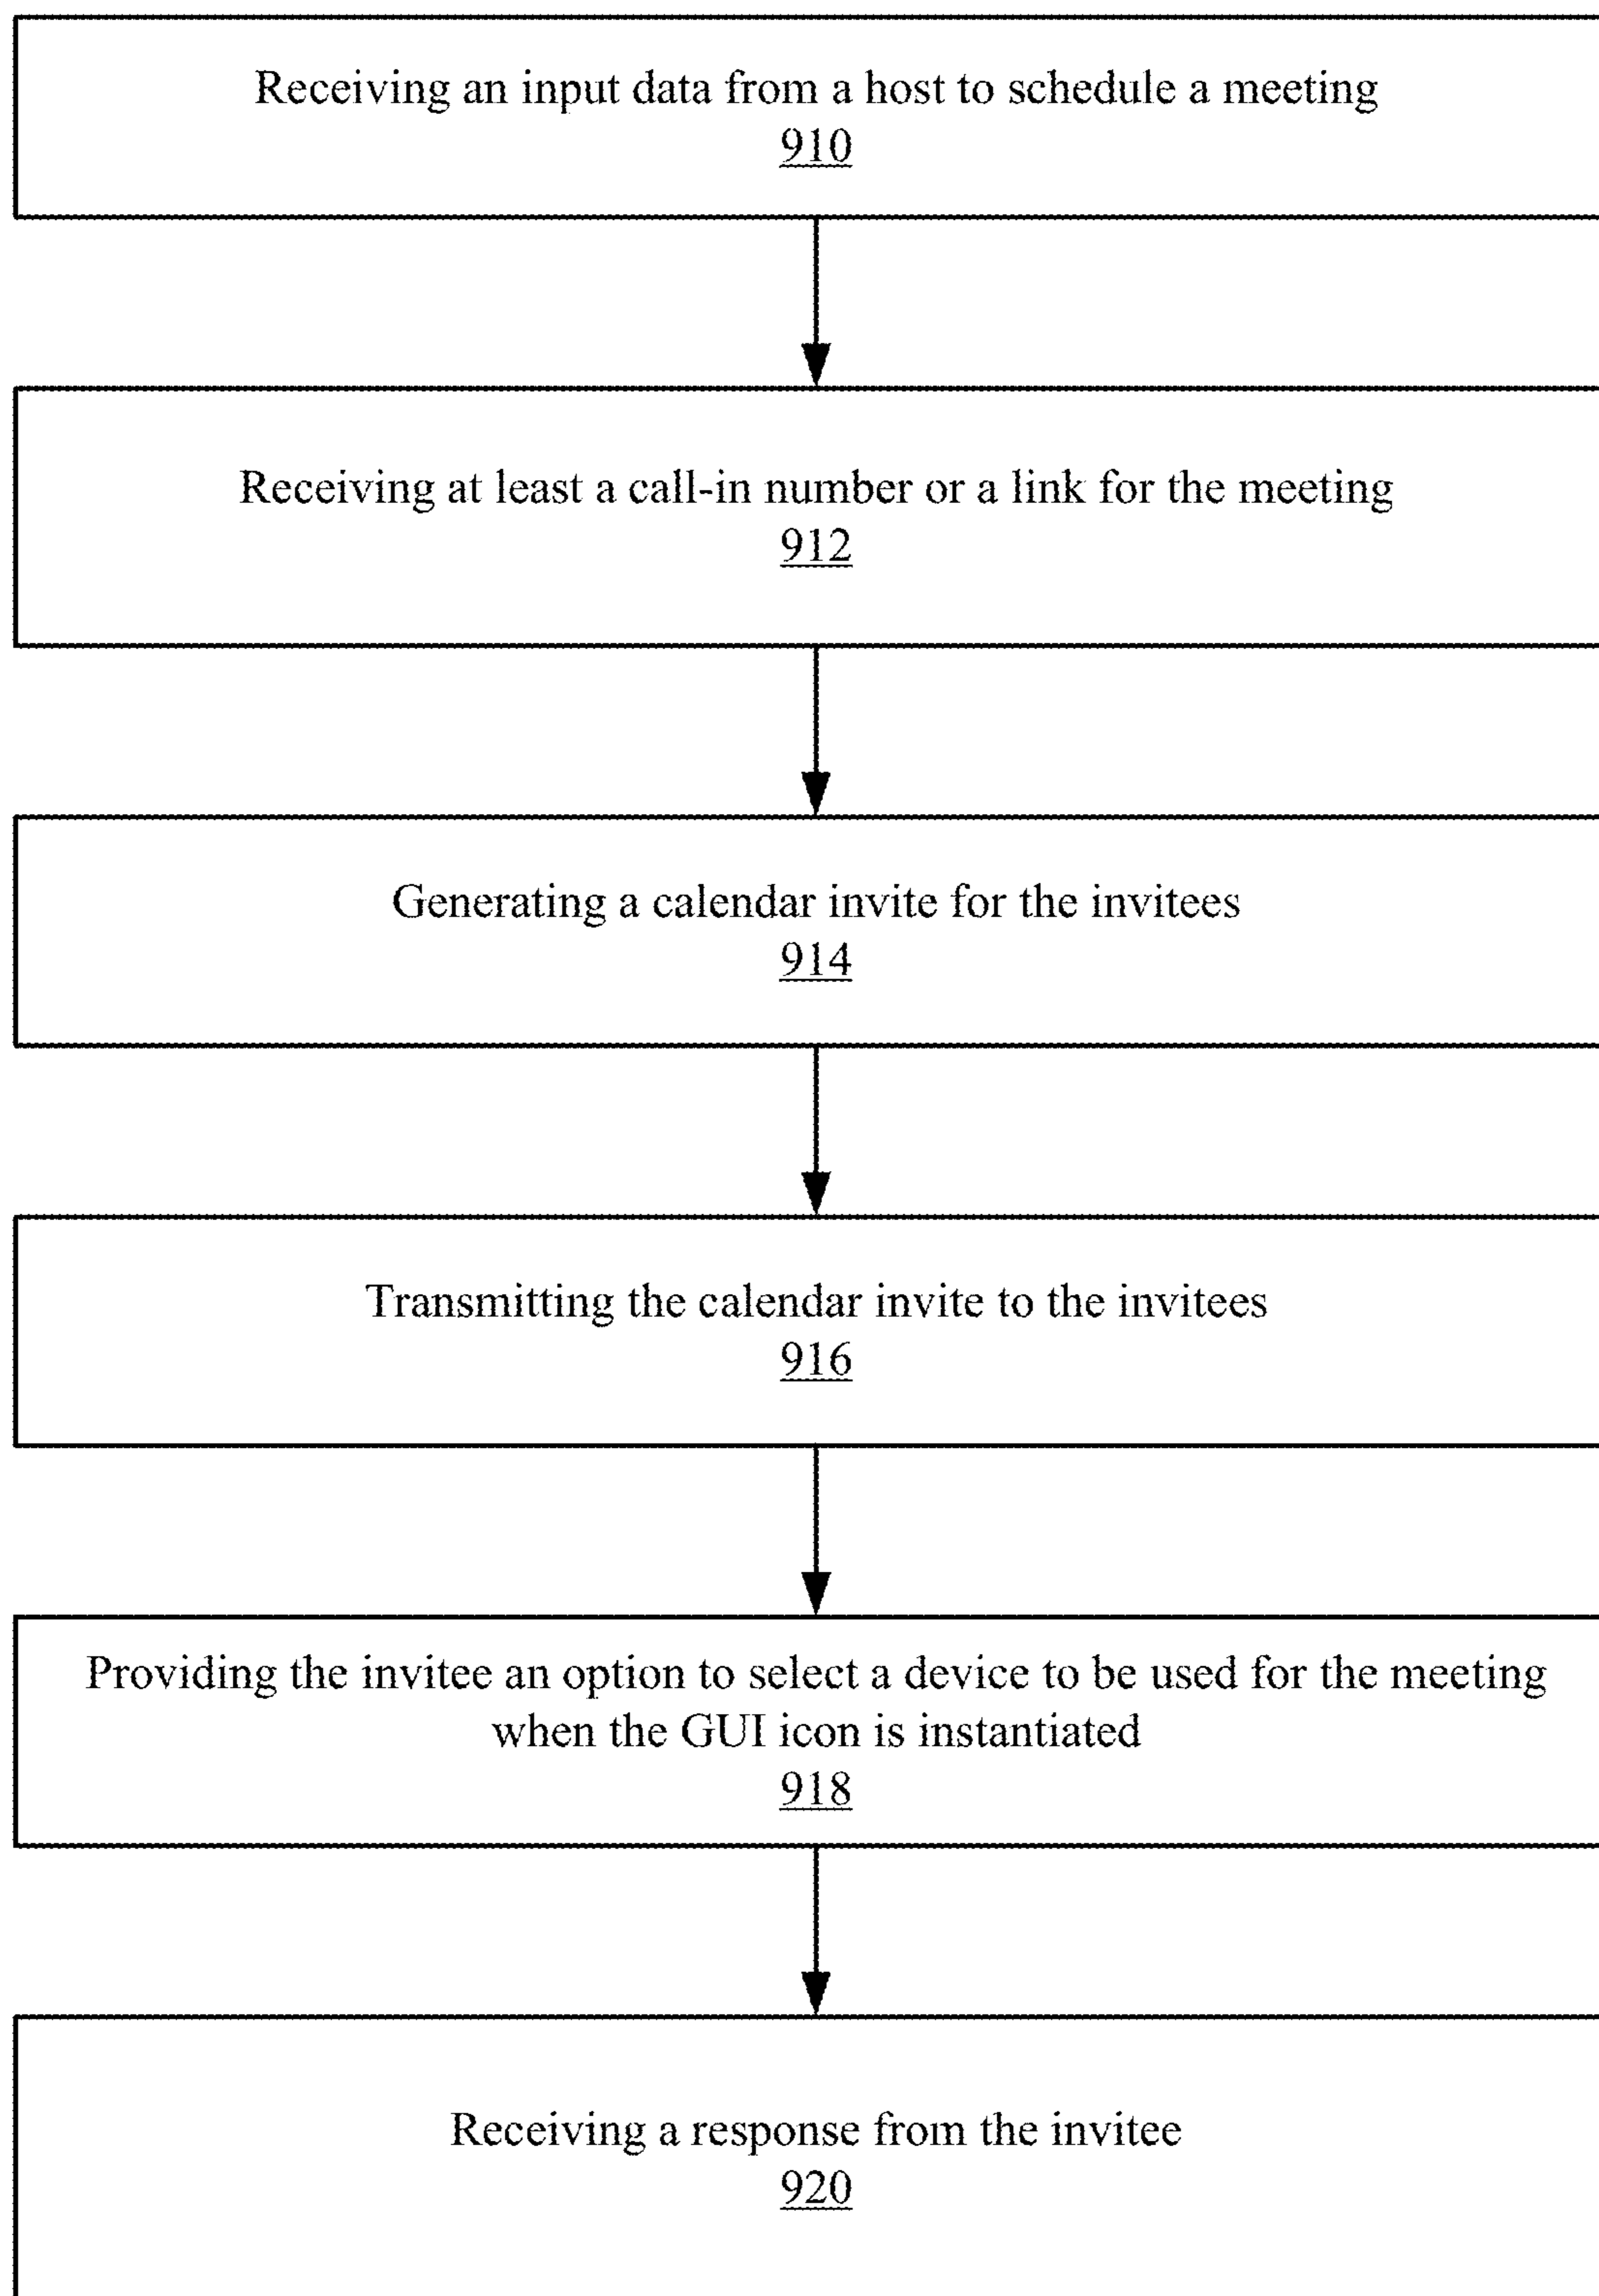 Receiving an input data from a host to schedule a meeting
910
Receiving at least a call-in number or a link for the meeting
912
Generating a calendar invite for the invitees
914
Transmitting the calendar invite to the invitees
916
Providing the invitee an option to select a device to be used for the meeting
when the GUI icon is instantiated
918
Receiving a response from the invitee
920